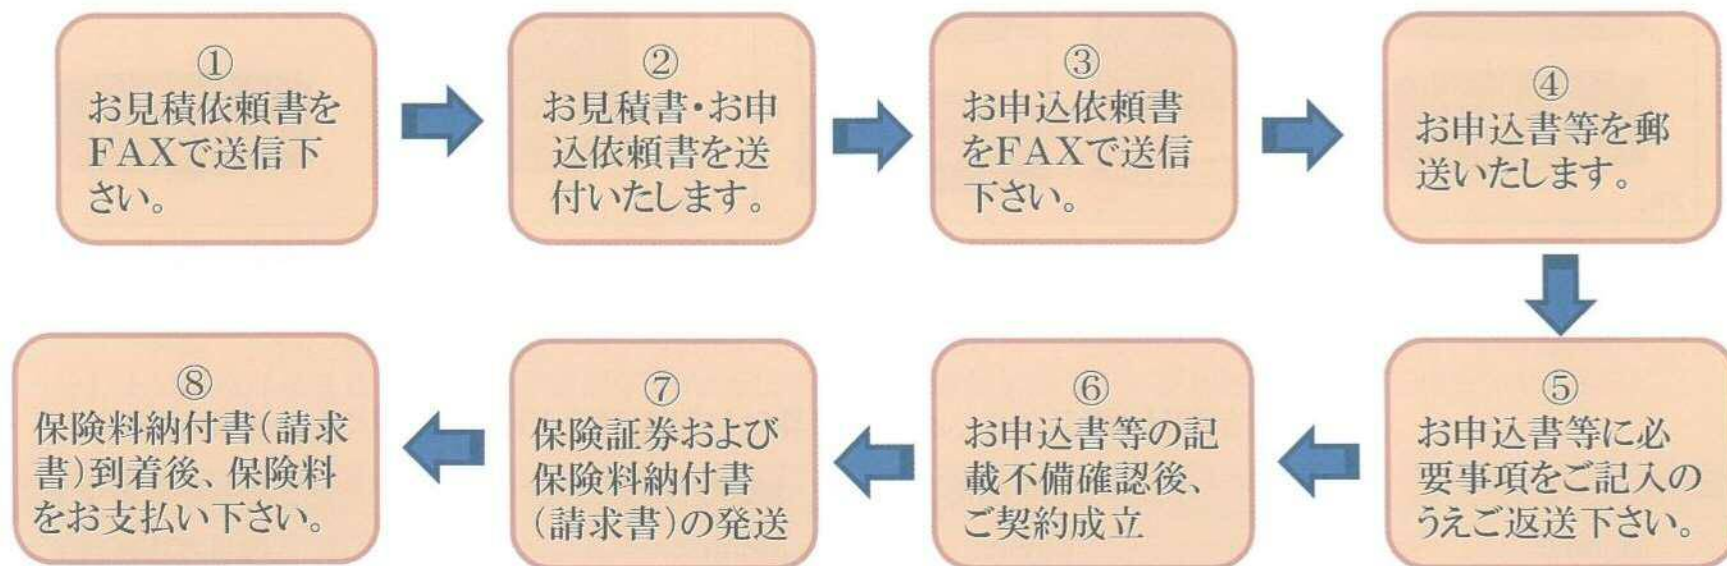 ①
お見積依頼書を
FAXで送信下
さい。
②
お見積書・お申
込依頼書を送
付いたします。
③
お申込依頼書
をFAXで送信
下さい。
④
お申込書等を郵
送いたします。
⑤
お申込書等に必
要事項をご記入の
うえご返送下さい。
⑥
お申込書等の記
載不備確認後、
ご契約成立
⑦
保険証券および
保険料納付書
(請求書)の発送
⑧
保険料納付書(請求
書)到着後、保険料
をお支払い下さい。